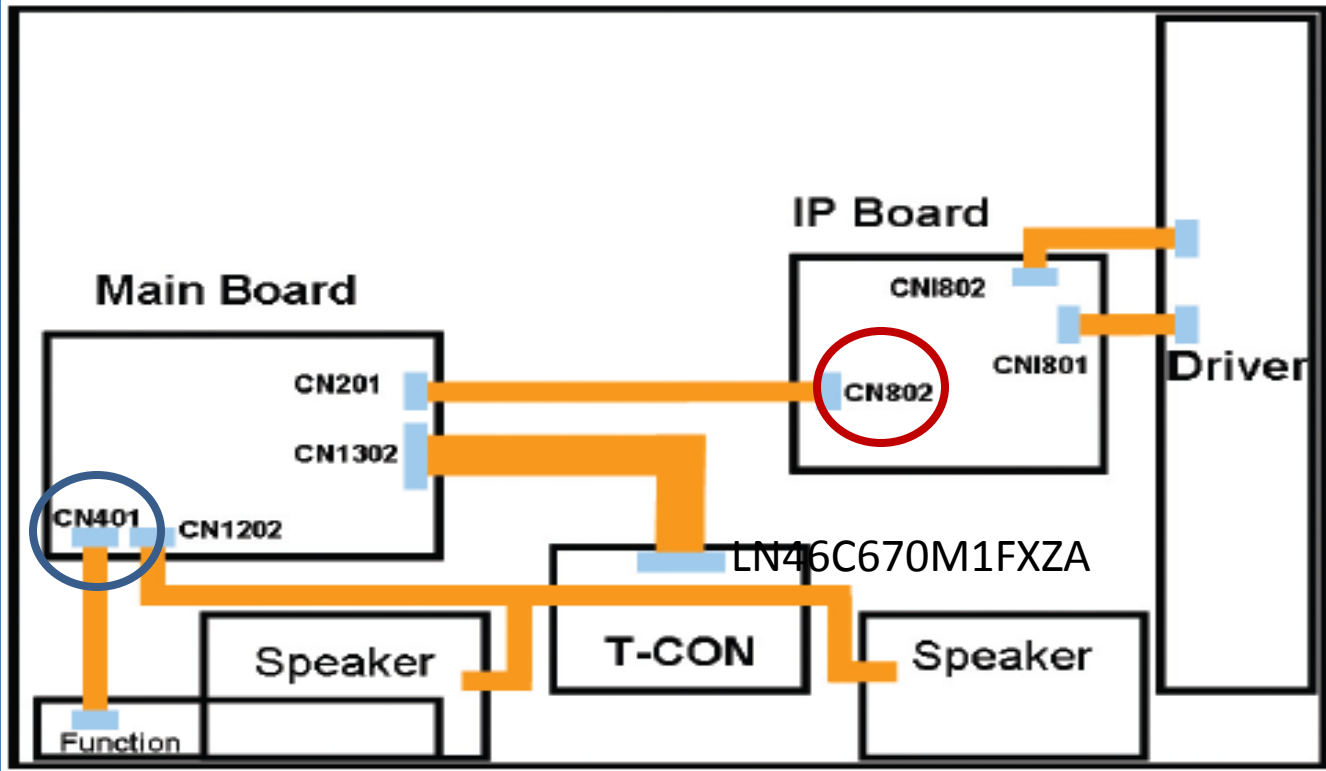 IP Board
CNI802
Main Board
CNI801
Driver
CN201
CN802
CN1302
CN401
CN1202
LN46C670M1FXZA
Speaker
T-CON
Speaker
Function